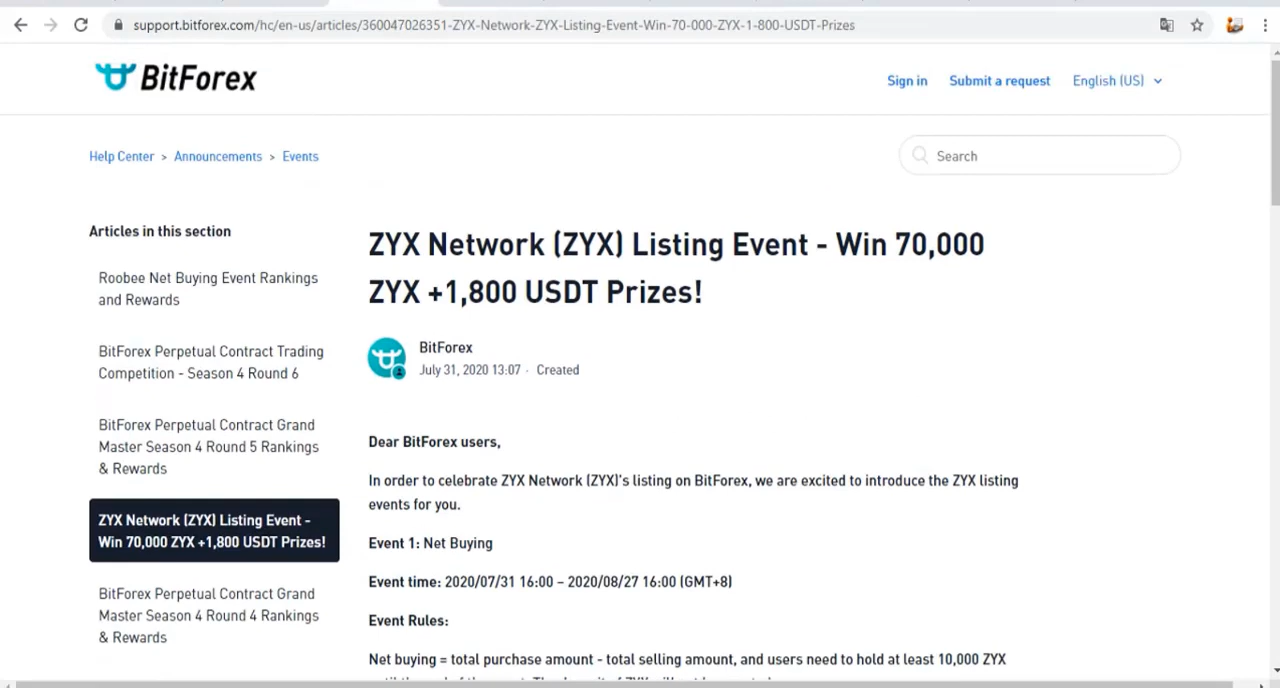 support.bitforex.com/hc/en-us/articles/360047026351-ZYX-Network-ZYX-Listing-Event-Win-70-000-ZYX-1-800-USDT-Prizes
BitForex
Sign in
Submit a request
English (US)
Help Center > Announcements > Events
Search
Articles in this section
Roobee Net Buying Event Rankings
and Rewards
BitForex Perpetual Contract Trading
Competition - Season 4 Round 6
BitForex Perpetual Contract Grand
Master Season 4 Round 5 Rankings
& Rewards
ZYX Network (ZYX) Listing Event -
Win 70,000 ZYX +1,800 USDT Prizes!
BitForex Perpetual Contract Grand
Master Season 4 Round 4 Rankings
& Rewards
ZYX Network (ZYX) Listing Event - Win 70,000
ZYX +1,800 USDT Prizes!
BitForex
July 31, 2020 13:07 · Created
Dear BitForex users,
In order to celebrate ZYX Network (ZYX)'s listing on BitForex, we are excited to introduce the ZYX listing
events for you.
Event 1: Net Buying
Event time: 2020/07/31 16:00 – 2020/08/27 16:00 (GMT+8)
Event Rules:
Net buying = total purchase amount - total selling amount, and users need to hold at least 10,000 ZYX